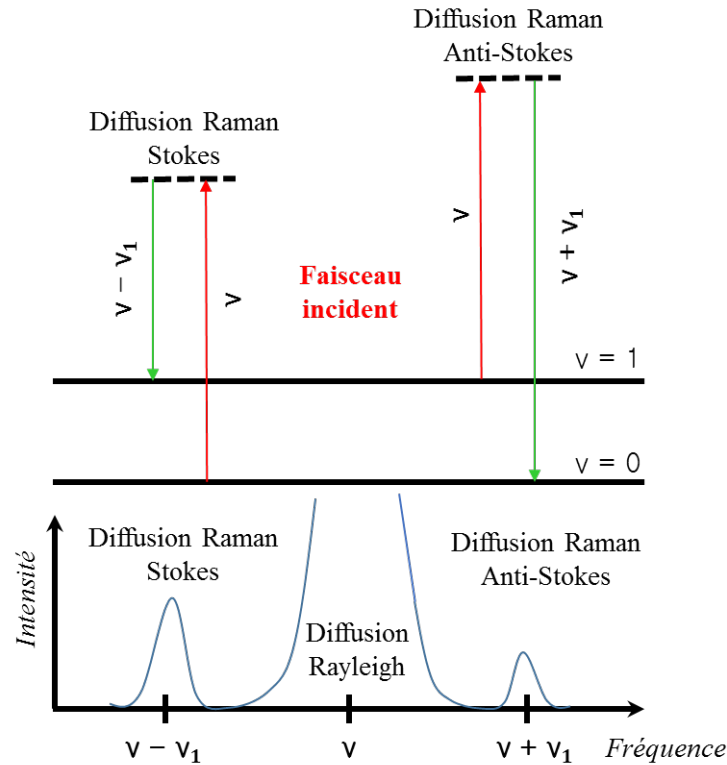 Diffusion Raman
Anti-Stokes
Diffusion Raman
Stokes
ν – ν₁
ν
Faisceau
incident
ν
ν + ν₁
v = 1
v = 0
Intensité
Diffusion Raman
Stokes
Diffusion
Rayleigh
Diffusion Raman
Anti-Stokes
ν – ν₁
ν
ν + ν₁
Fréquence